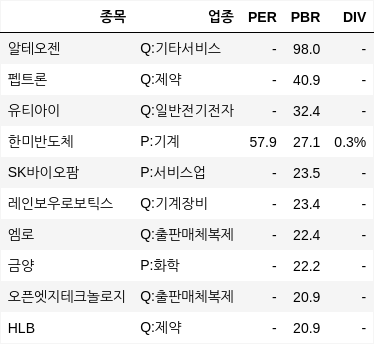 종목 업종 PER PBR DIV
알테오젠 Q:기타서비스 - 98.0 -
펩트론 Q:제약 - 40.9 -
유티아이 Q:일반전기전자 - 32.4 -
한미반도체 P:기계 57.9 27.1 0.3%
SK바이오팜 P:서비스업 - 23.5 -
레인보우로보틱스 Q:기계장비 - 23.4 -
엠로 Q:출판매체복제 - 22.4 -
금양 P:화학 - 22.2 -
오픈엣지테크놀로지 Q:출판매체복제 - 20.9 -
HLB Q:제약 - 20.9 -